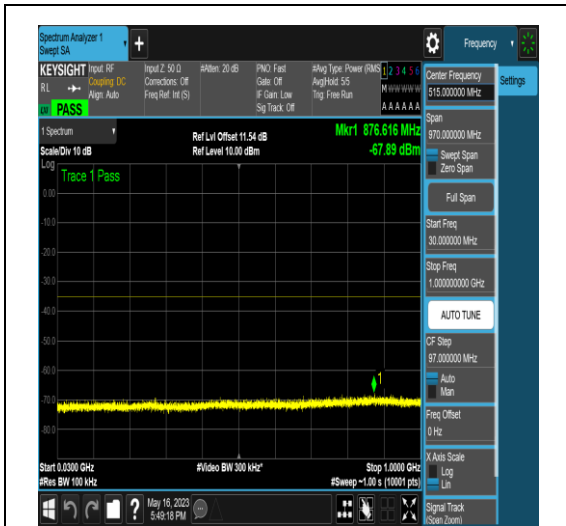 Spectrum Analyzer 1
Swept SA
Frequency
KEYSIGHT
RL
PASS
Input: RF
Coupling: DC
Align: Auto
Input Z: 50 Ω
Corrections: Off
Freq Ref: Int (S)
#Atten: 20 dB
PNO: Fast
Gate: Off
IF Gain: Low
Sig Track: Off
#Avg Type: Power (RMS
Avg|Hold: 5/5
Trig: Free Run
1 2 3 4 5 6
M W W W W W
A A A A A A
1 Spectrum
Scale/Div 10 dB
Ref Lvl Offset 11.54 dB
Ref Level 10.00 dBm
Mkr1 876.616 MHz
-67.89 dBm
Log
Trace 1 Pass
0.00
-10.0
-20.0
-30.0
-40.0
-50.0
-60.0
-70.0
-80.0
1
Start 0.0300 GHz
#Res BW 100 kHz
#Video BW 300 kHz*
Stop 1.0000 GHz
#Sweep ~1.00 s (10001 pts)
Center Frequency
515.000000 MHz
Settings
Span
970.000000 MHz
Swept Span
Zero Span
Full Span
Start Freq
30.000000 MHz
Stop Freq
1.000000000 GHz
AUTO TUNE
CF Step
97.000000 MHz
Auto
Man
Freq Offset
0 Hz
X Axis Scale
Log
Lin
Signal Track
(Span Zoom)
?
May 16, 2023
5:49:18 PM